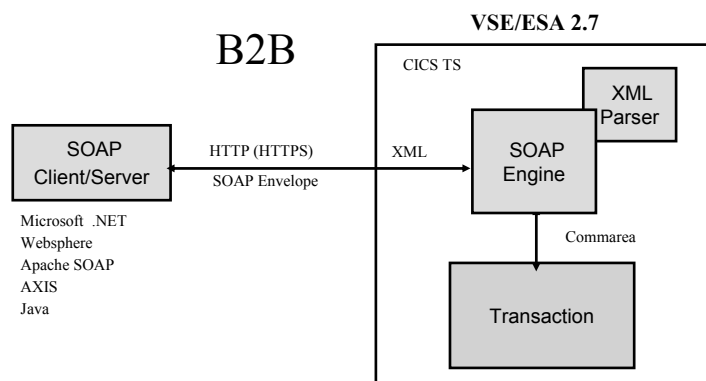 B2B
VSE/ESA 2.7
CICS TS
XML
Parser
SOAP
Client/Server
HTTP (HTTPS)
SOAP Envelope
XML
SOAP
Engine
Microsoft .NET
Websphere
Apache SOAP
AXIS
Java
Commarea
Transaction